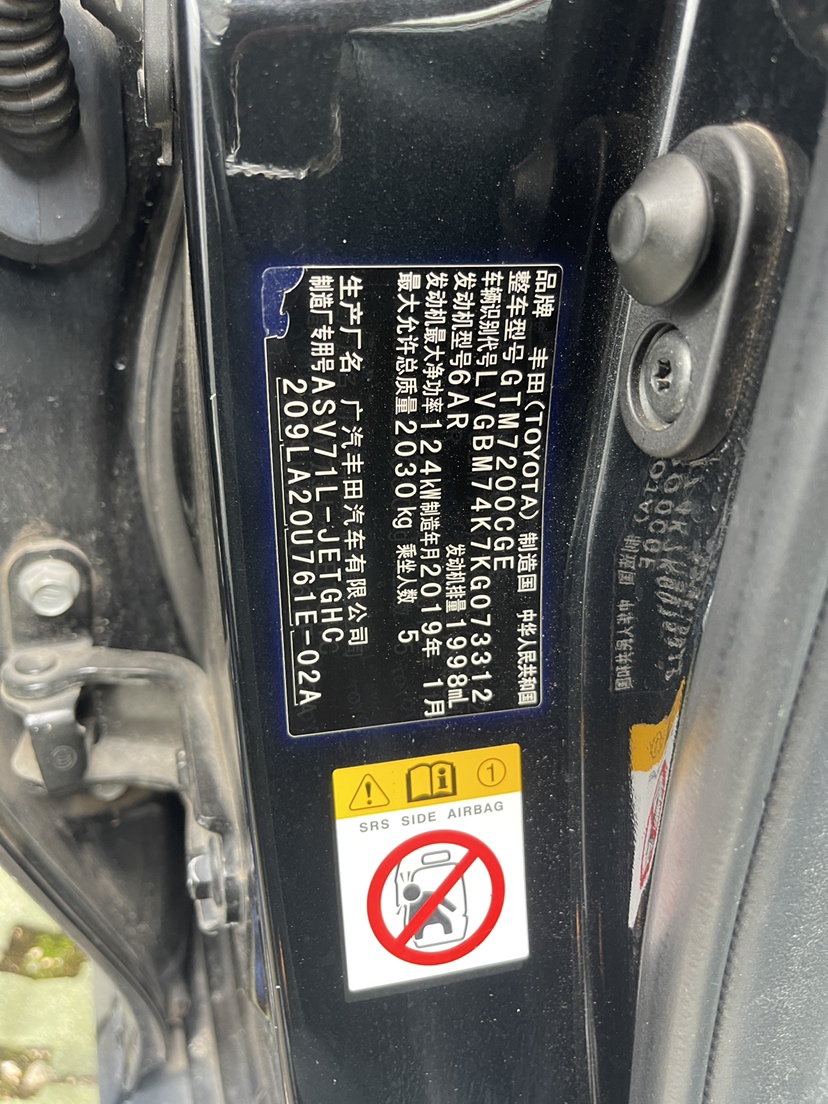 品牌 丰田(TOYOTA) 制造国 中华人民共和国
整车型号 GTM7200CGE
车辆识别代号 LVGBM74K7KG073312
发动机型号 6AR 发动机排量 1998mL
发动机最大净功率 124kW 制造年月 2019年 1月
最大允许总质量 2030kg 乘坐人数 5
生产厂名 广汽丰田汽车有限公司
制造厂专用号 ASV71L-JETGHC
209LA20U761E-02A
1
SRS SIDE AIRBAG